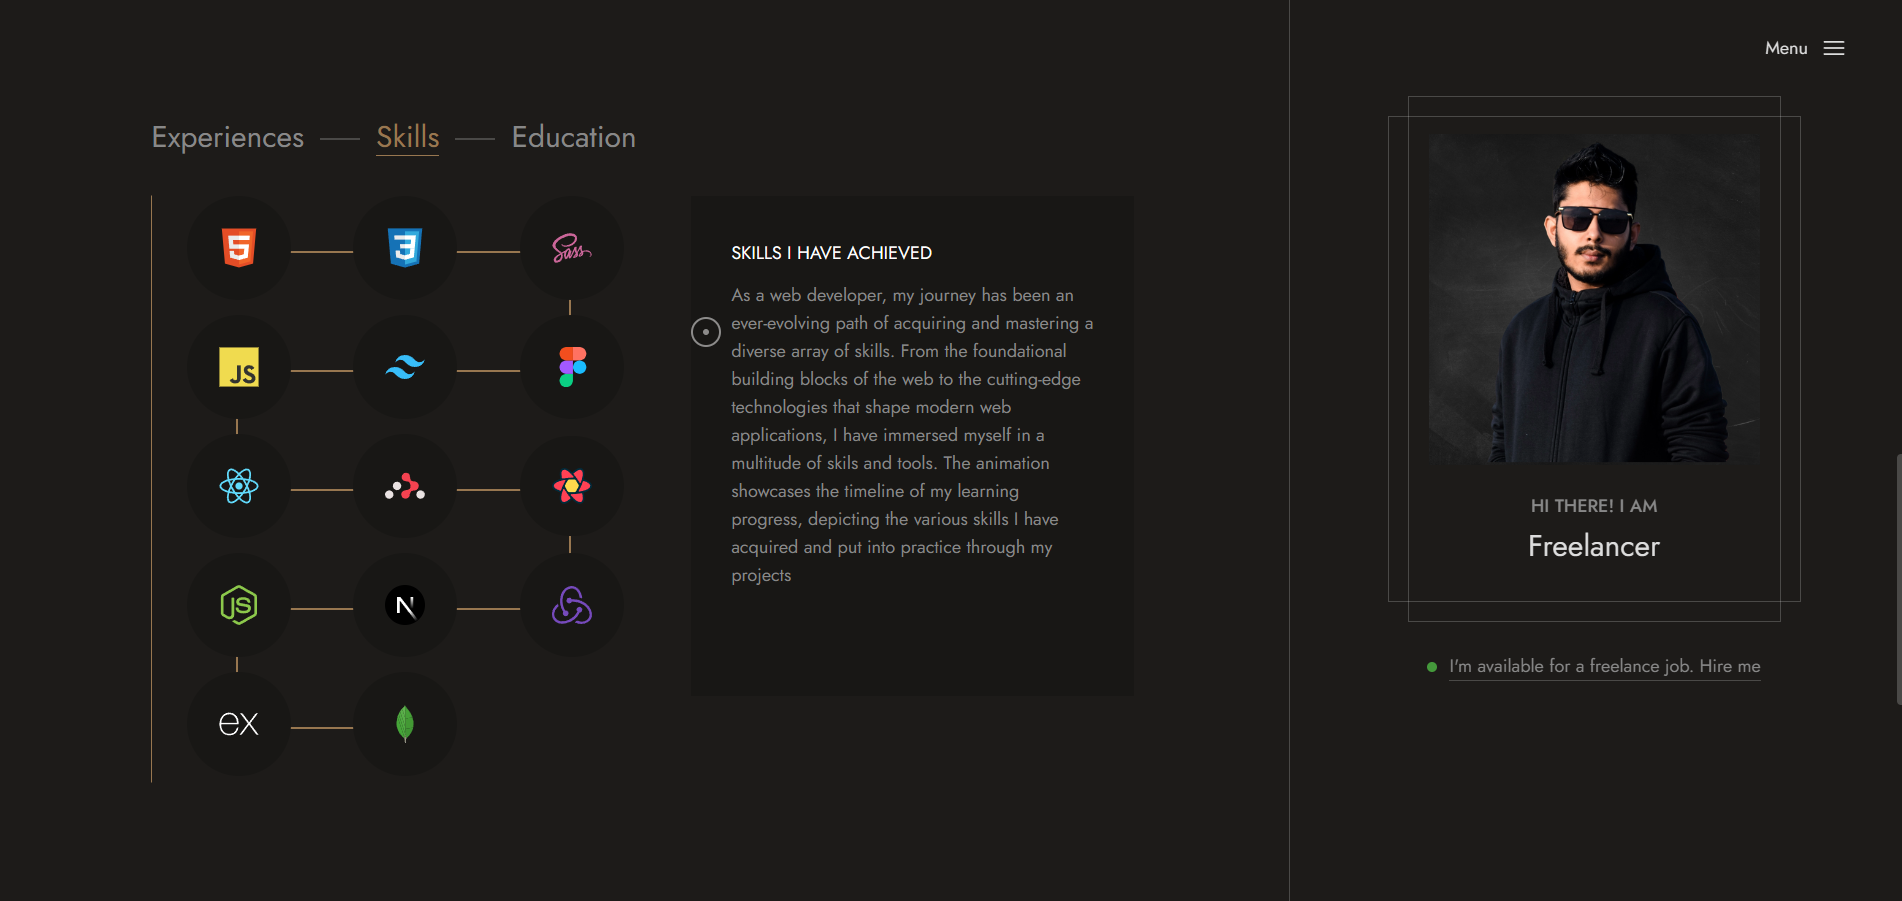 Menu
Experiences
Skills
Education
5
3
Sass
JS
JS
N
ex
SKILLS I HAVE ACHIEVED
As a web developer, my journey has been an
ever-evolving path of acquiring and mastering a
diverse array of skills. From the foundational
building blocks of the web to the cutting-edge
technologies that shape modern web
applications, I have immersed myself in a
multitude of skils and tools. The animation
showcases the timeline of my learning
progress, depicting the various skills I have
acquired and put into practice through my
projects
HI THERE! I AM
Freelancer
I'm available for a freelance job. Hire me